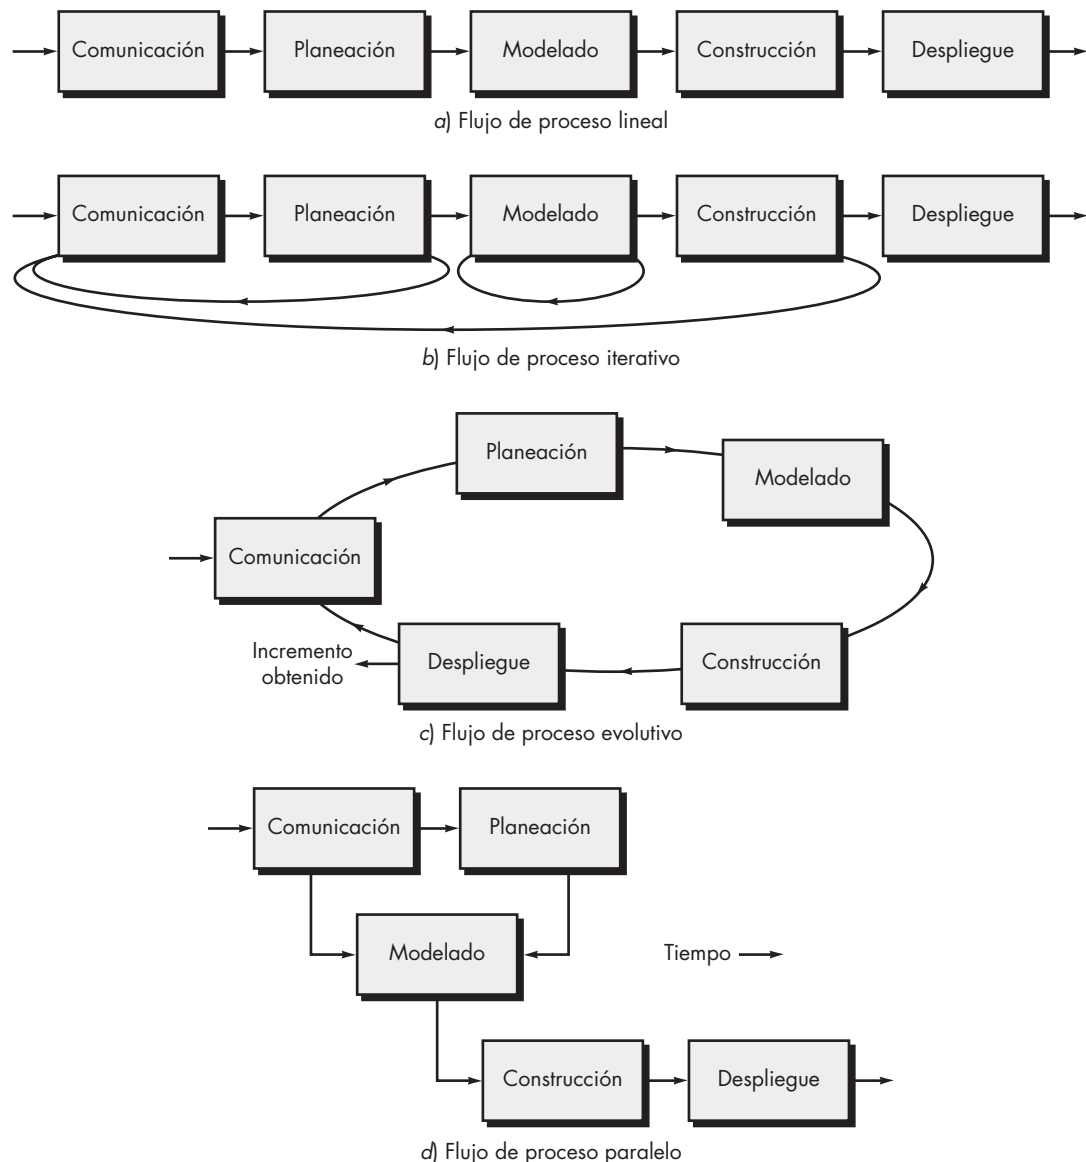 Comunicación
Planeación
Modelado
Construcción
Despliegue
a) Flujo de proceso lineal
Comunicación
Planeación
Modelado
Construcción
Despliegue
b) Flujo de proceso iterativo
Planeación
Modelado
Comunicación
Incremento
obtenido
Despliegue
Construcción
c) Flujo de proceso evolutivo
Comunicación
Planeación
Modelado
Tiempo
Construcción
Despliegue
d) Flujo de proceso paralelo